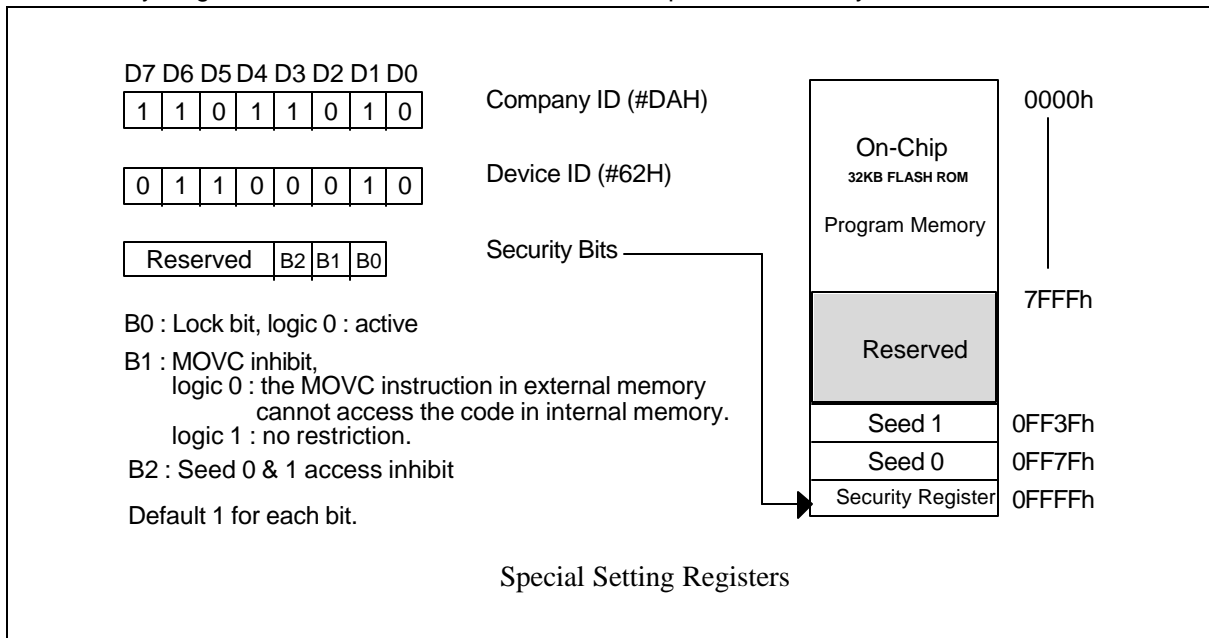 D7 D6 D5 D4 D3 D2 D1 D0
1 1 0 1 1 0 1 0
Company ID (#DAH)
0 1 1 0 0 0 1 0
Device ID (#62H)
Reserved B2 B1 B0
Security Bits
B0 : Lock bit, logic 0 : active
B1 : MOVC inhibit,
logic 0 : the MOVC instruction in external memory
cannot access the code in internal memory.
logic 1 : no restriction.
B2 : Seed 0 & 1 access inhibit
Default 1 for each bit.
0000h
On-Chip
32KB FLASH ROM
Program Memory
7FFFh
Reserved
Seed 1 0FF3Fh
Seed 0 0FF7Fh
Security Register 0FFFFh
Special Setting Registers